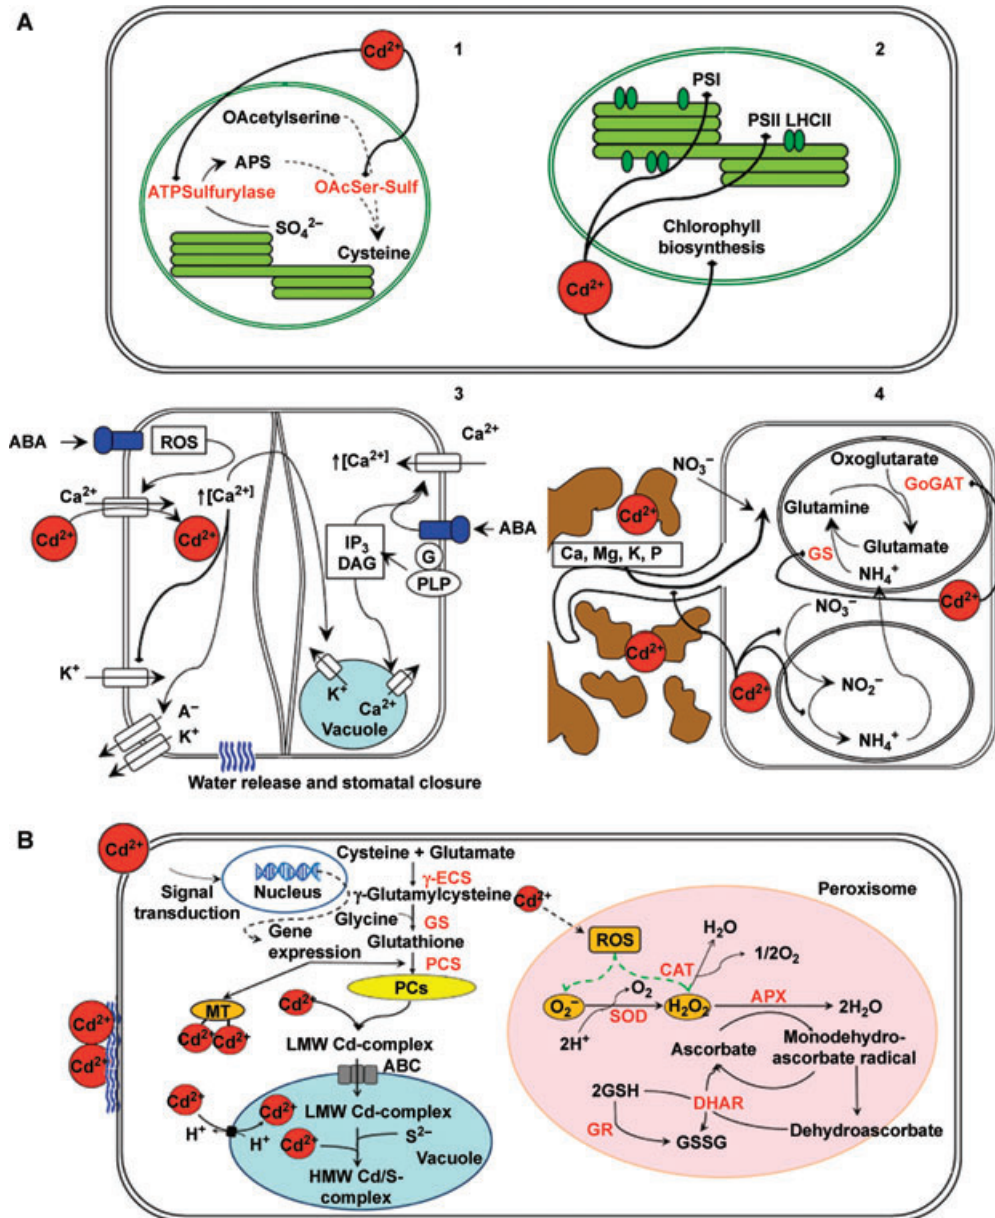 A
1
Cd²⁺
OAcetylserine
APS
ATPSulfurylase
OAcSer-Sulf
SO₄²⁻
Cysteine
2
PSI
PSII LHCII
Chlorophyll
biosynthesis
Cd²⁺
3
ABA
ROS
Ca²⁺
↑[Ca²⁺]
Cd²⁺
Cd²⁺
K⁺
A⁻
K⁺
Ca²⁺
↑[Ca²⁺]
IP₃
DAG
G
PLP
ABA
K⁺
Ca²⁺
Vacuole
Water release and stomatal closure
4
NO₃⁻
Cd²⁺
Ca, Mg, K, P
Cd²⁺
Oxoglutarate
GoGAT
Glutamine
GS
Glutamate
NH₄⁺
Cd²⁺
NO₃⁻
Cd²⁺
NO₂⁻
NH₄⁺
B
Cd²⁺
Signal
transduction
Nucleus
Gene
expression
Cysteine + Glutamate
γ-ECS
γ-Glutamylcysteine
Glycine
GS
Glutathione
PCS
PCs
MT
Cd²⁺
Cd²⁺
Cd²⁺
LMW Cd-complex
ABC
Cd²⁺
Cd²⁺
Cd²⁺
H⁺
Cd²⁺
H⁺
LMW Cd-complex
Cd²⁺
S²⁻
Vacuole
HMW Cd/S-
complex
Cd²⁺
Peroxisome
ROS
H₂O
CAT
1/2O₂
O₂⁻
O₂
SOD
H₂O₂
APX
2H₂O
2H⁺
Ascorbate
Monodehydro-
ascorbate radical
2GSH
DHAR
GR
GSSG
Dehydroascorbate